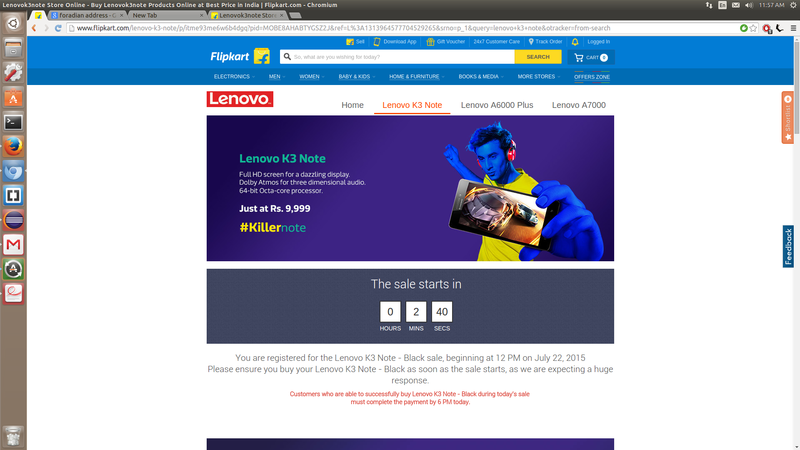 Lenovok3note Store Online - Buy Lenovok3note Products Online at Best Price in India | Flipkart.com - Chromium
11:57 AM
foradian address - G
New Tab
Lenovok3note Store
www.flipkart.com/lenovo-k3-note/p/itme93me6w6b4dgq?pid=MOBE8AHABTYGSZ2J&ref=L%3A1313964577704529265&srno=p_1&query=lenovo+k3+note&otracker=from-search
Sell
Download App
Gift Voucher
24x7 Customer Care
Track Order
Logged in
Flipkart
So, what are you wishing for today?
SEARCH
CART 0
ELECTRONICS
MEN
WOMEN
BABY & KIDS
HOME & FURNITURE
BOOKS & MEDIA
MORE STORES
OFFERS ZONE
Lenovo
Home
Lenovo K3 Note
Lenovo A6000 Plus
Lenovo A7000
Lenovo K3 Note
Full HD screen for a dazzling display.
Dolby Atmos for three dimensional audio.
64-bit Octa-core processor.
Just at Rs. 9,999
#Killernote
Feedback
The sale starts in
0 2 40
HOURS MINS SECS
You are registered for the Lenovo K3 Note - Black sale, beginning at 12 PM on July 22, 2015
Please ensure you buy your Lenovo K3 Note - Black as soon as the sale starts, as we are expecting a huge
response.
Customers who are able to successfully buy Lenovo K3 Note - Black during today's sale
must complete the payment by 6 PM today.